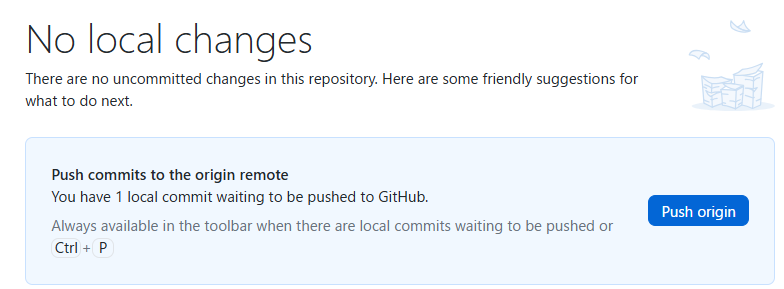 No local changes
There are no uncommitted changes in this repository. Here are some friendly suggestions for
what to do next.
Push commits to the origin remote
You have 1 local commit waiting to be pushed to GitHub.
Always available in the toolbar when there are local commits waiting to be pushed or
Ctrl + P
Push origin